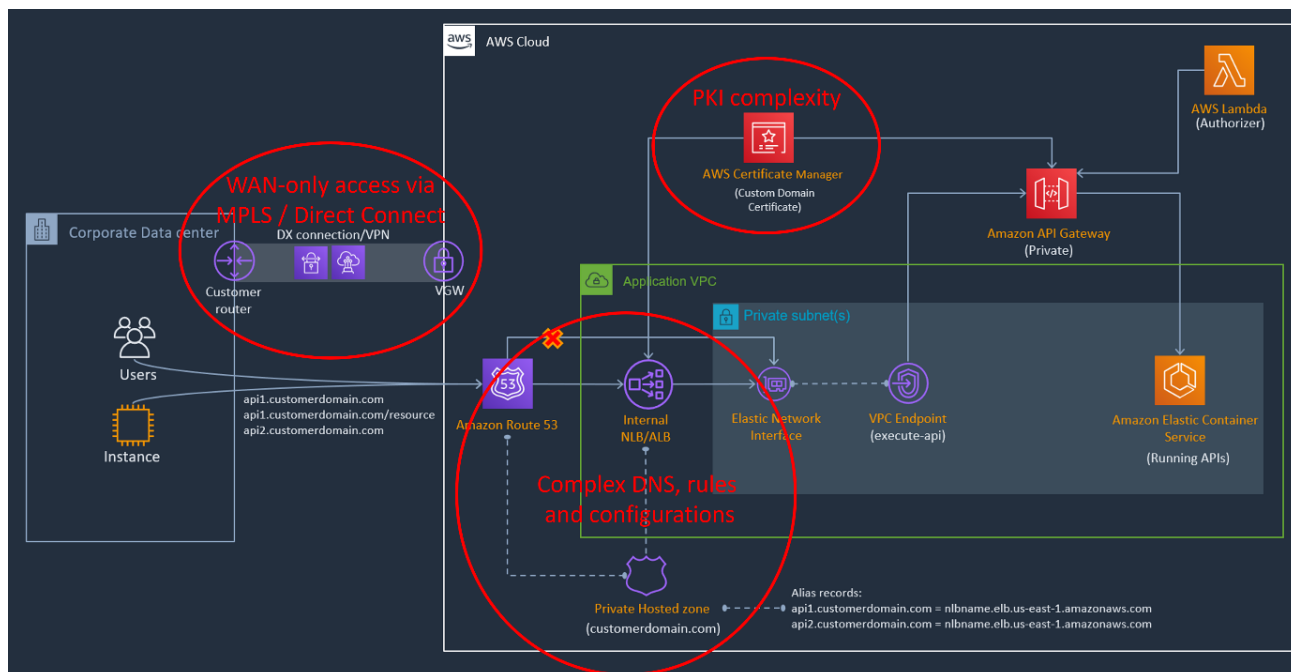 aws
AWS Cloud
PKI complexity
AWS Lambda
(Authorizer)
AWS Certificate Manager
(Custom Domain
Certificate)
WAN-only access via
MPLS / Direct Connect
Corporate Data center
DX connection/VPN
Amazon API Gateway
(Private)
Customer
router
VGW
Application VPC
Private subnet(s)
Users
53
api1.customerdomain.com
api1.customerdomain.com/resource
api2.customerdomain.com
Instance
Amazon Route 53
Internal
NLB/ALB
Elastic Network
Interface
VPC Endpoint
(execute-api)
Amazon Elastic Container
Service
(Running APIs)
Complex DNS, rules
and configurations
Private Hosted zone
(customerdomain.com)
Alias records:
api1.customerdomain.com = nlbname.elb.us-east-1.amazonaws.com
api2.customerdomain.com = nlbname.elb.us-east-1.amazonaws.com